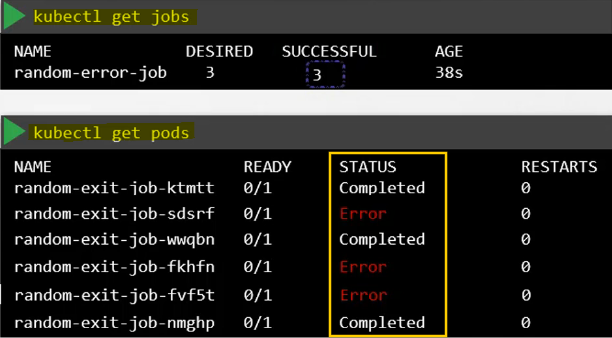 kubectl get jobs
NAME DESIRED SUCCESSFUL AGE
random-error-job 3 3 38s
kubectl get pods
NAME READY STATUS RESTARTS
random-exit-job-ktmtt 0/1 Completed 0
random-exit-job-sdsrf 0/1 Error 0
random-exit-job-wwqbn 0/1 Completed 0
random-exit-job-fkhfn 0/1 Error 0
random-exit-job-fvf5t 0/1 Error 0
random-exit-job-nmghp 0/1 Completed 0